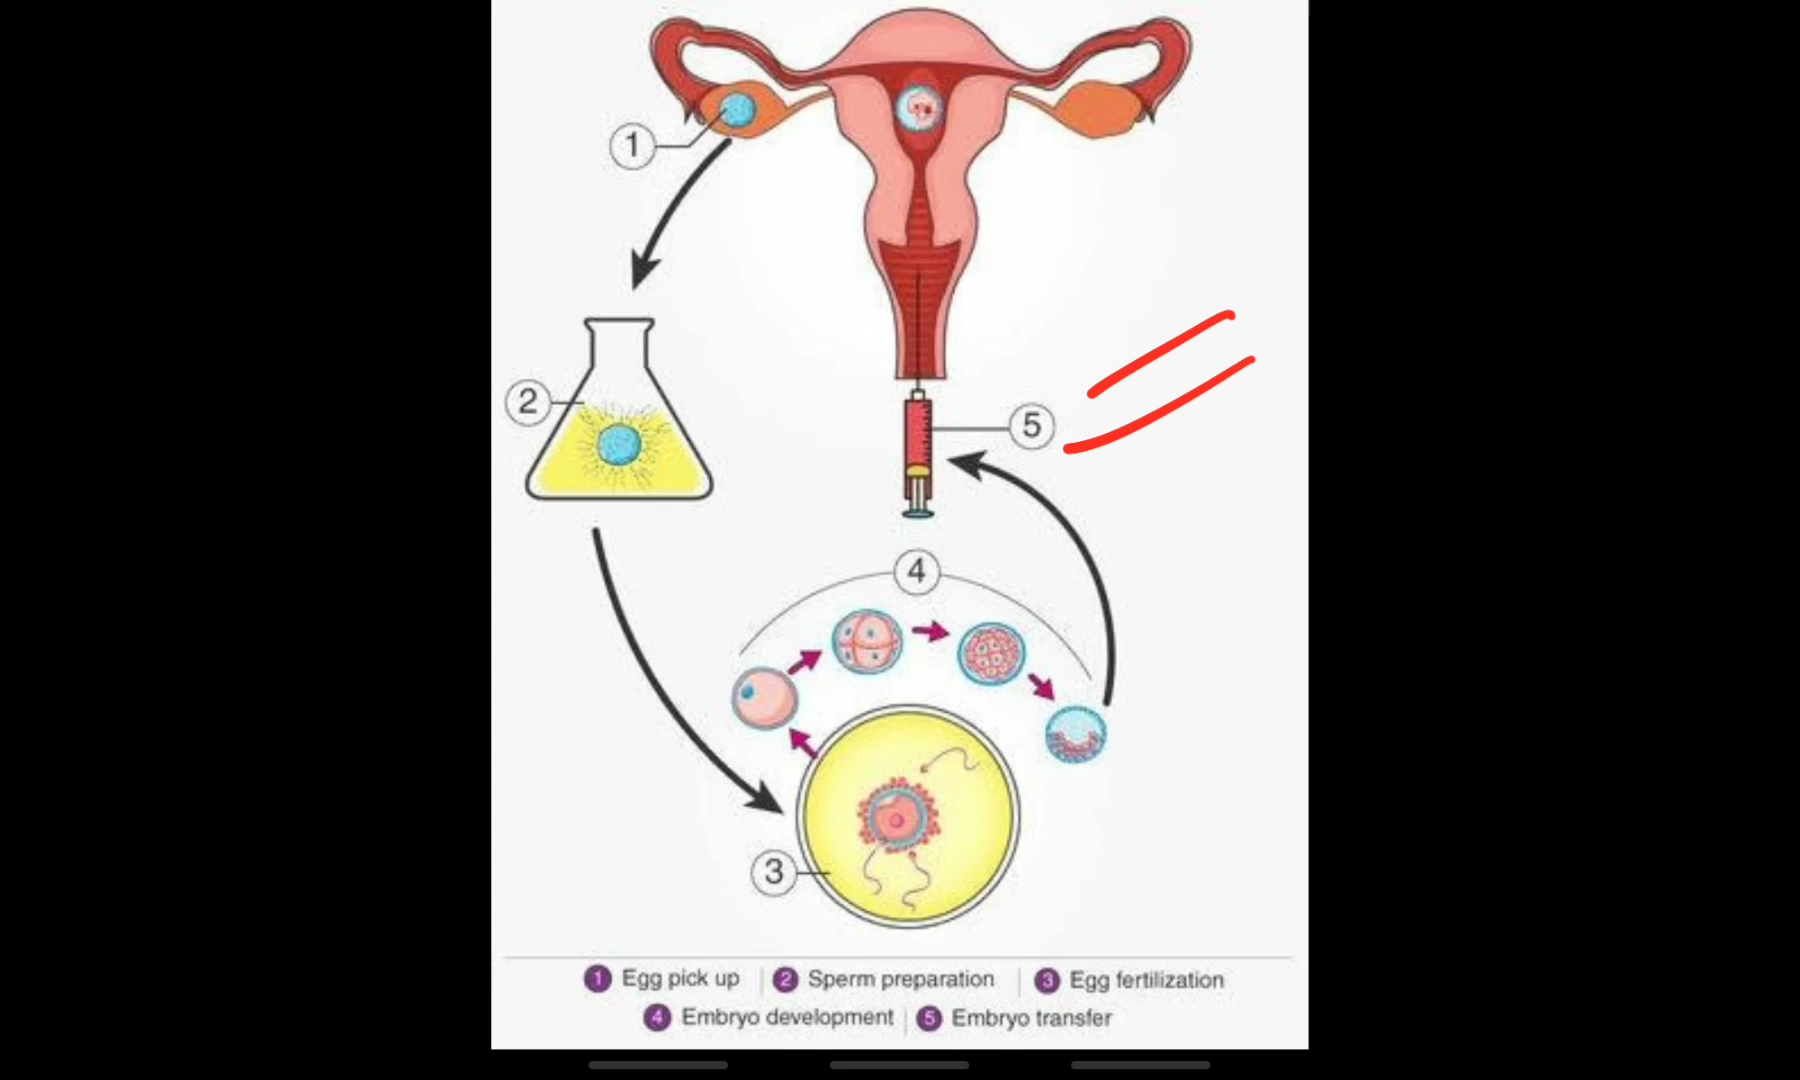 1
2
5
4
3
1 Egg pick up 2 Sperm preparation 3 Egg fertilization
4 Embryo development 5 Embryo transfer